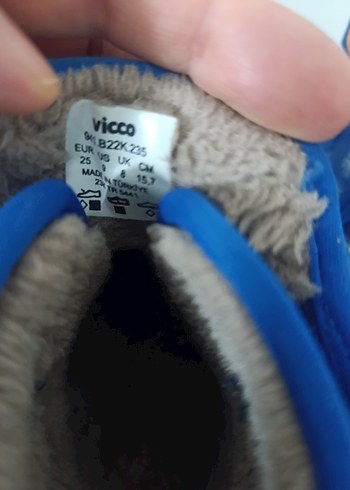 vicco
B22K.235
EUR US UK CM
25 9 8 15,7
MADE IN TÜRKİYE